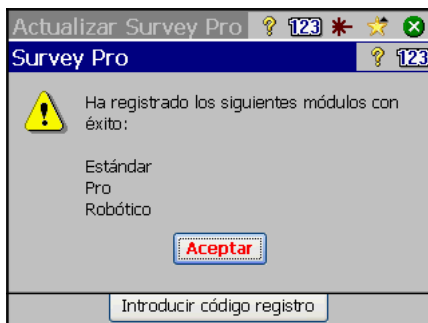 Actualizar Survey Pro ? 123
Survey Pro ? 123
Ha registrado los siguientes módulos con
éxito:
Estándar
Pro
Robótico
Aceptar
Introducir código registro